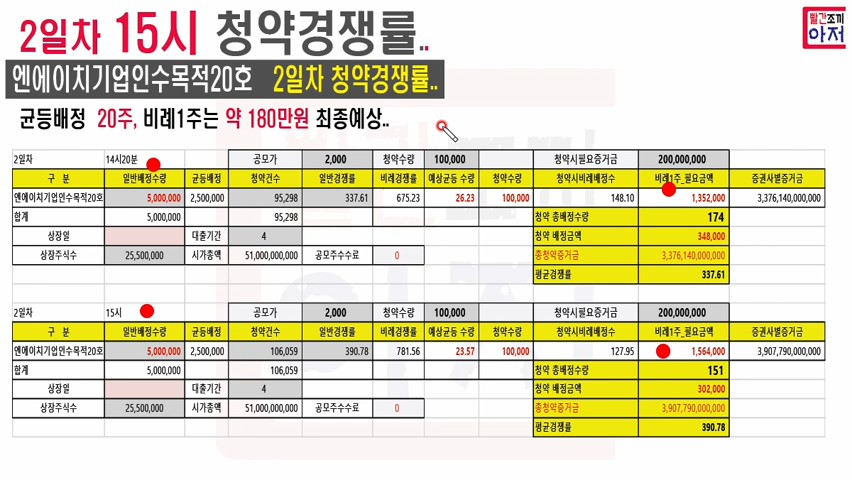 2일차 15시 청약경쟁률..
빨간조끼
아저
엔에이치기업인수목적20호 2일차 청약경쟁률..
균등배정 20주, 비례1주는 약 180만원 최종예상..
2일차 14시20분 공모가 2,000 청약수량 100,000 청약시필요증거금 200,000,000
구 분 일반배정수량 균등배정 청약건수 일반경쟁률 비례경쟁률 예상균등 수량 청약수량 청약시비례배정수 비례1주_필요금액 증권사별증거금
엔에이치기업인수목적20호 5,000,000 2,500,000 95,298 337.61 675.23 26.23 100,000 148.10 1,352,000 3,376,140,000,000
합계 5,000,000 95,298 청약 총배정수량 174
상장일 대출기간 4 청약 배정금액 348,000
상장주식수 25,500,000 시가총액 51,000,000,000 공모주수수료 0 총청약증거금 3,376,140,000,000
평균경쟁률 337.61
2일차 15시 공모가 2,000 청약수량 100,000 청약시필요증거금 200,000,000
구 분 일반배정수량 균등배정 청약건수 일반경쟁률 비례경쟁률 예상균등 수량 청약수량 청약시비례배정수 비례1주_필요금액 증권사별증거금
엔에이치기업인수목적20호 5,000,000 2,500,000 106,059 390.78 781.56 23.57 100,000 127.95 1,564,000 3,907,790,000,000
합계 5,000,000 106,059 청약 총배정수량 151
상장일 대출기간 4 청약 배정금액 302,000
상장주식수 25,500,000 시가총액 51,000,000,000 공모주수수료 0 총청약증거금 3,907,790,000,000
평균경쟁률 390.78